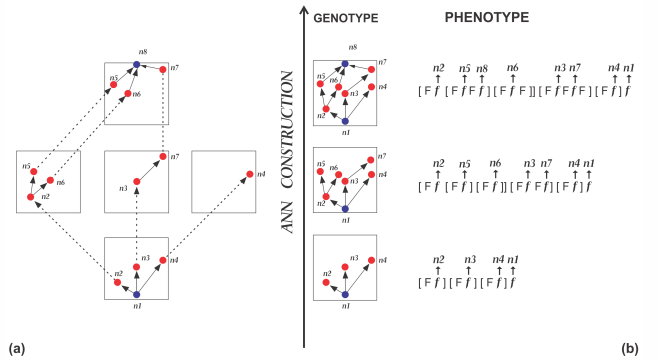 GENOTYPE
PHENOTYPE
ANN CONSTRUCTION
n8
n5
n7
n6
n5
n6
n2
n7
n3
n4
n3
n2
n4
n1
n8
n7
n5
n6
n3
n4
n2
n1
n5
n6
n7
n3
n4
n2
n1
n3
n2
n4
n1
n2 n5 n8 n6 n3 n7 n4 n1
↑ ↑ ↑ ↑ ↑ ↑ ↑ ↑
[ F f [ F f F f ] [ F f F ]] [ F f F f F ] [ F f ] f
n2 n5 n6 n3 n7 n4 n1
↑ ↑ ↑ ↑ ↑ ↑ ↑
[ F f [ F f ] [ F f ]] [ F f F f ] [ F f ] f
n2 n3 n4 n1
↑ ↑ ↑ ↑
[ F f ] [ F f ] [ F f ] f
(a)
(b)